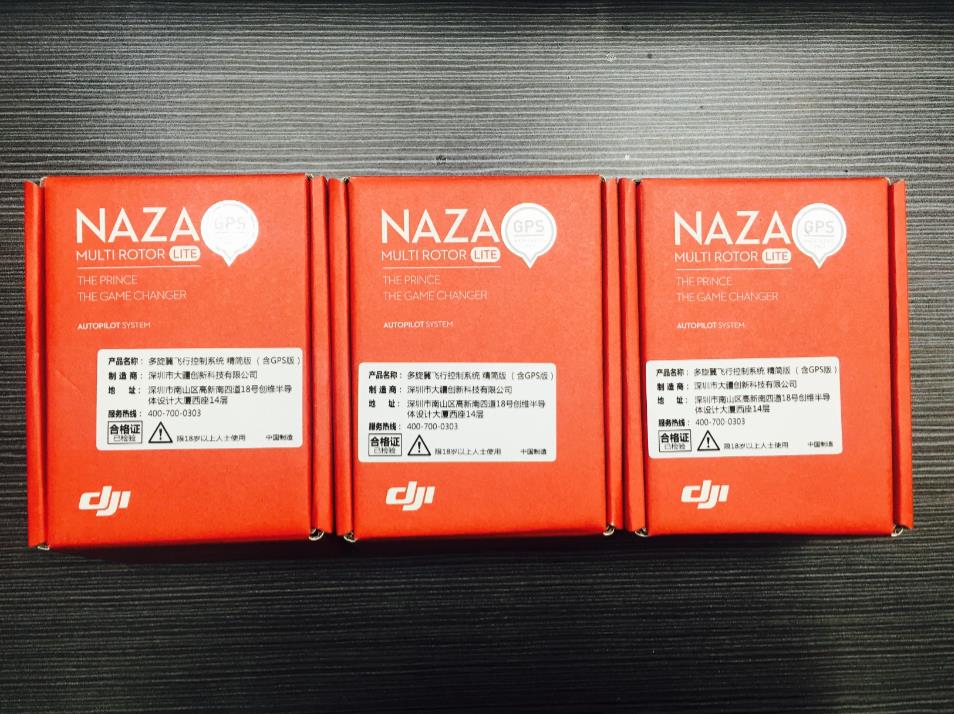 NAZA GPS
MULTI ROTOR LITE
THE PRINCE
THE GAME CHANGER
AUTOPILOT SYSTEM
产品名称： 多旋翼飞行控制系统 精简版 （含GPS版）
制 造 商： 深圳市大疆创新科技有限公司
地 址： 深圳市南山区高新南四道18号创维半导
体设计大厦西座14层
服务热线： 400-700-0303
合格证
已检验
限18岁以上人士使用 中国制造
dji
NAZA GPS
MULTI ROTOR LITE
THE PRINCE
THE GAME CHANGER
AUTOPILOT SYSTEM
产品名称： 多旋翼飞行控制系统 精简版 （含GPS版）
制 造 商： 深圳市大疆创新科技有限公司
地 址： 深圳市南山区高新南四道18号创维半导
体设计大厦西座14层
服务热线： 400-700-0303
合格证
已检验
限18岁以上人士使用 中国制造
dji
NAZA GPS
MULTI ROTOR LITE
THE PRINCE
THE GAME CHANGER
AUTOPILOT SYSTEM
产品名称： 多旋翼飞行控制系统 精简版 （含GPS版）
制 造 商： 深圳市大疆创新科技有限公司
地 址： 深圳市南山区高新南四道18号创维半导
体设计大厦西座14层
服务热线： 400-700-0303
合格证
已检验
限18岁以上人士使用 中国制造
dji